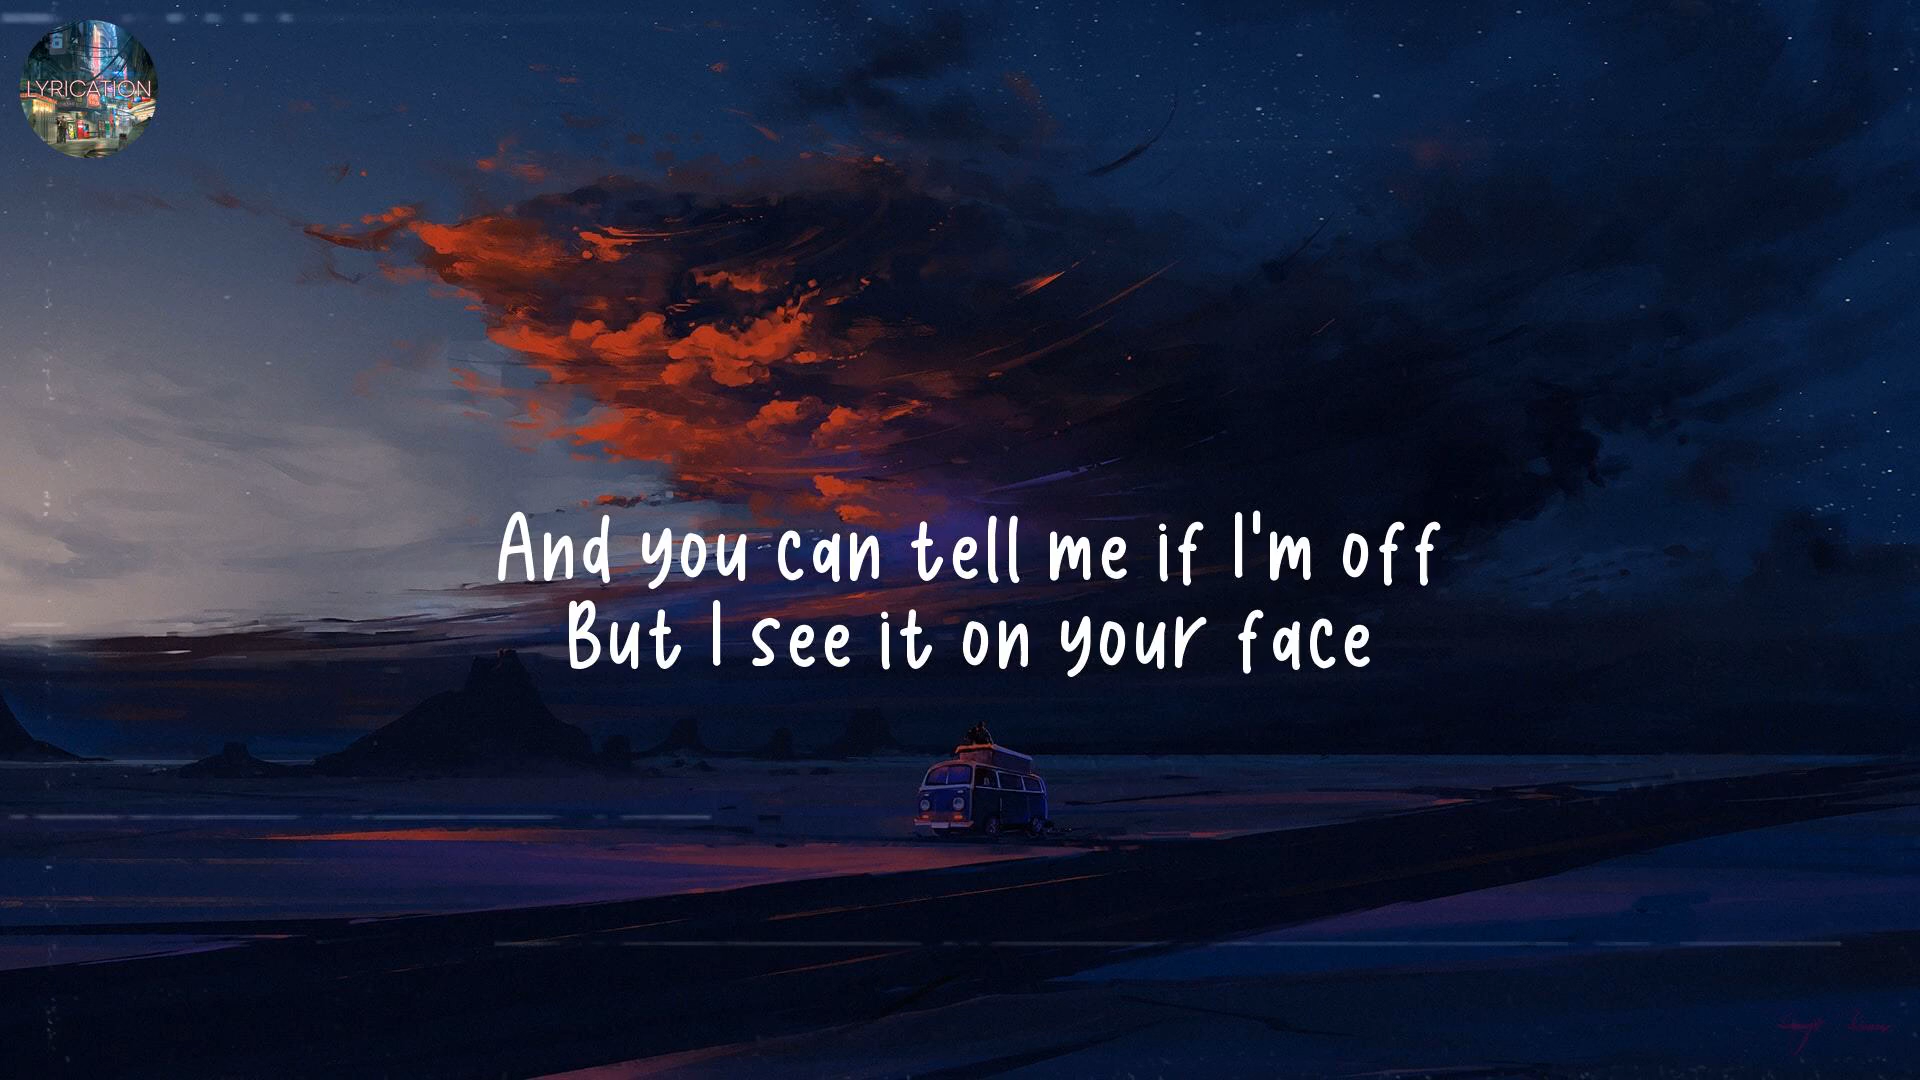 LYRICATION
And you can tell me if I'm off
But I see it on your face